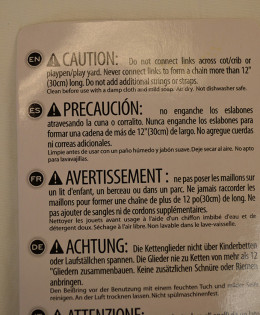 EN ⚠ CAUTION: Do not connect links across cot/crib or
playpen/play yard. Never connect links to form a chain more than 12"
(30cm) long. Do not add additional strings or straps.
Clean before use with a damp cloth and mild soap. Air dry. Not dishwasher safe.
ES ⚠ PRECAUCIÓN: no enganche los eslabones
atravesando la cuna o corralito. Nunca enganche los eslabones para
formar una cadena de más de 12"(30cm) de largo. No agregue cuerdas
ni correas adicionales.
Limpie antes de usar con un paño húmedo y jabón suave. Deje secar al aire. No apto
para lavavajillas.
FR ⚠ AVERTISSEMENT : ne pas poser les maillons sur
un lit d'enfant, un berceau ou dans un parc. Ne jamais raccorder les
maillons pour former une chaîne de plus de 12 po(30cm) de long. Ne
pas ajouter de sangles ni de cordons supplémentaires.
Nettoyer les jouets avant usage à l'aide d'un chiffon imbibé d'eau et de
détergent doux. Séchage à l'air libre. Non lavable dans le lave-vaisselle.
DE ⚠ ACHTUNG: Die Kettenglieder nicht über Kinderbetten
oder Laufställchen spannen. Die Glieder nie zu Ketten von mehr als 12
"Gliedern zusammenbauen. Keine zusätzlichen Schnüre oder Riemen
anbringen.
Den Beißring vor der Benutzung mit einem feuchten Tuch und milder Seife
reinigen. An der Luft trocknen lassen. Nicht spülmaschinenfest.
⚠ ATTENZIONE: